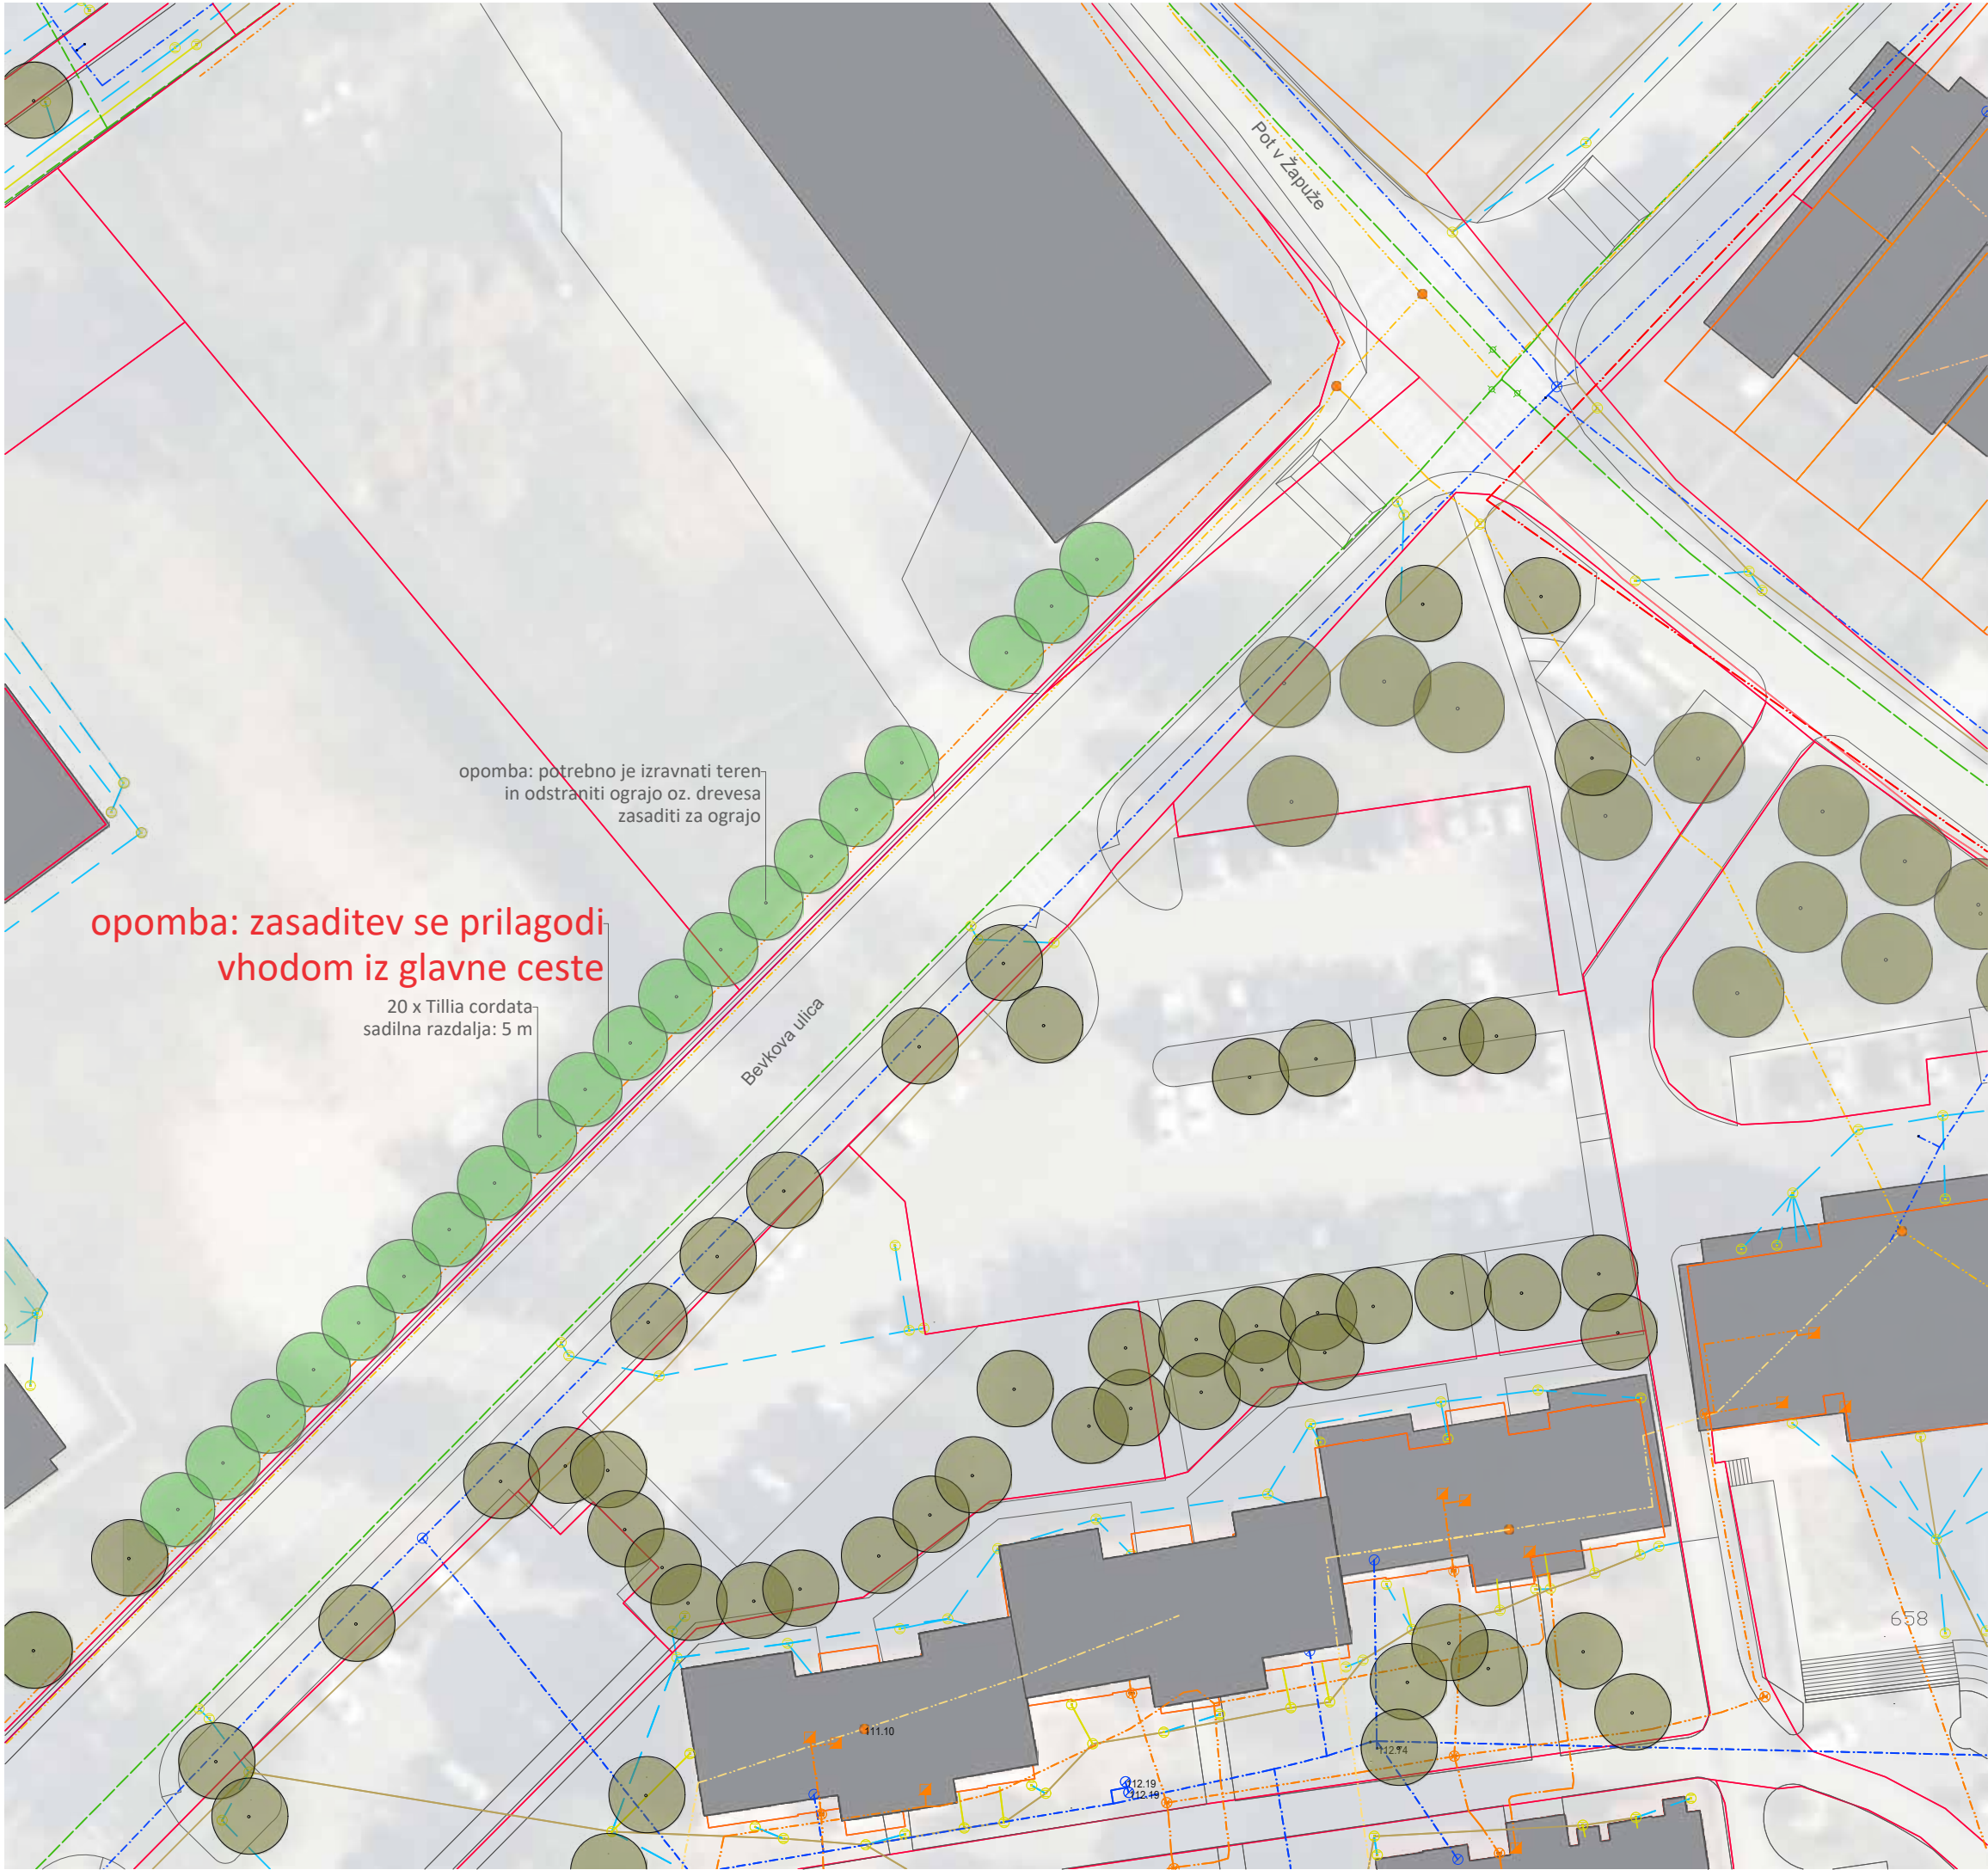 Pot v Žapuže
opomba: potrebno je izravnati teren
in odstraniti ograjo oz. drevesa
zasaditi za ograjo
opomba: zasaditev se prilagodi
vhodom iz glavne ceste
20 x Tillia cordata
sadilna razdalja: 5 m
Bevkova ulica
658
111.10
112.14
112.19
112.19